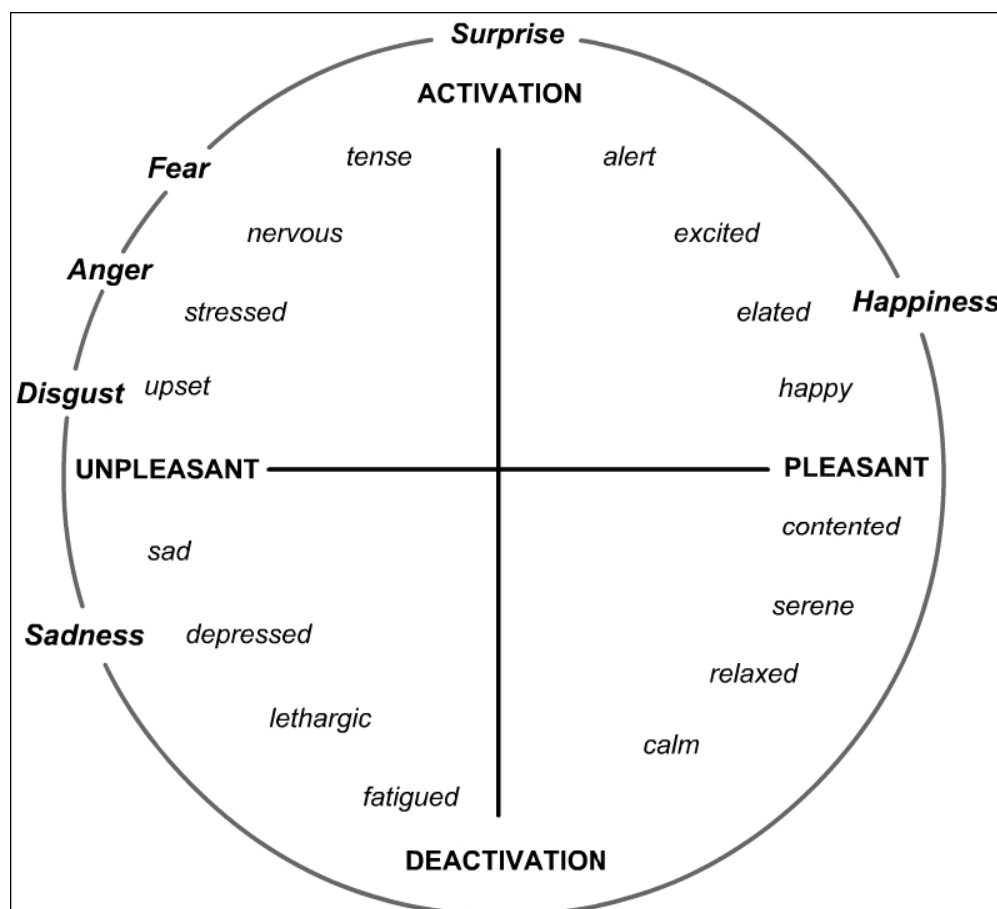 Surprise
ACTIVATION
tense alert
Fear
nervous excited
Anger
stressed elated Happiness
Disgust upset happy
UNPLEASANT PLEASANT
contented
sad
serene
Sadness depressed
relaxed
lethargic
calm
fatigued
DEACTIVATION